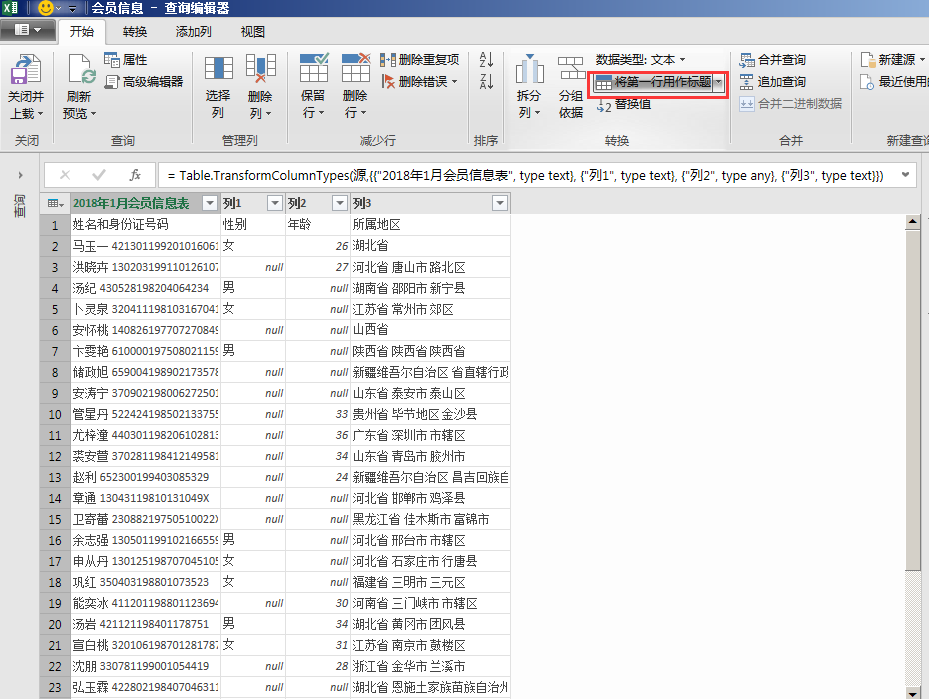 会员信息 - 查询编辑器
开始 转换 添加列 视图
关闭并上载
刷新预览
属性
高级编辑器
选择列
删除列
保留行
删除行
删除重复项
删除错误
拆分列
分组依据
数据类型: 文本
将第一行用作标题
替换值
合并查询
追加查询
合并二进制数据
新建源
最近使用的
关闭 查询 管理列 减少行 排序 转换 合并 新建查询
查询
fx = Table.TransformColumnTypes(源,{{"2018年1月会员信息表", type text}, {"列1", type text}, {"列2", type any}, {"列3", type text}})
2018年1月会员信息表 列1 列2 列3
1 姓名和身份证号码 性别 年龄 所属地区
2 马玉一 421301199201016061 女 26 湖北省
3 洪晓卉 130203199110126107 null 27 河北省 唐山市 路北区
4 汤纪 430528198204064234 男 null 湖南省 邵阳市 新宁县
5 卜灵泉 320411198103167041 女 null 江苏省 常州市 郊区
6 安怀桃 140826197707270849 null null 山西省
7 卞雯艳 610000197508021159 男 null 陕西省 陕西省 陕西省
8 储政旭 659004198902173578 null null 新疆维吾尔自治区 省直辖行政
9 安涛宁 370902198006272501 null null 山东省 泰安市 泰山区
10 管星丹 522424198502133755 null 33 贵州省 毕节地区 金沙县
11 尤梓潼 440301198206102813 null 36 广东省 深圳市 市辖区
12 裘安萱 370281198412149581 null 34 山东省 青岛市 胶州市
13 赵利 652300199403085329 null 24 新疆维吾尔自治区 昌吉回族自
14 章通 13043119810131049X null null 河北省 邯郸市 鸡泽县
15 卫寄蕾 23088219750510022X null null 黑龙江省 佳木斯市 富锦市
16 余志强 130501199102166559 男 null 河北省 邢台市 市辖区
17 申从丹 130125198707045105 女 null 河北省 石家庄市 行唐县
18 巩红 350403198801073523 女 null 福建省 三明市 三元区
19 能奕冰 411201198801123694 null 30 河南省 三门峡市 市辖区
20 汤岩 421121198401178751 男 34 湖北省 黄冈市 团风县
21 宣白桃 320106198701281787 女 31 江苏省 南京市 鼓楼区
22 沈朋 330781199001054419 null 28 浙江省 金华市 兰溪市
23 弘玉霖 422802198407046311 null null 湖北省 恩施土家族苗族自治州